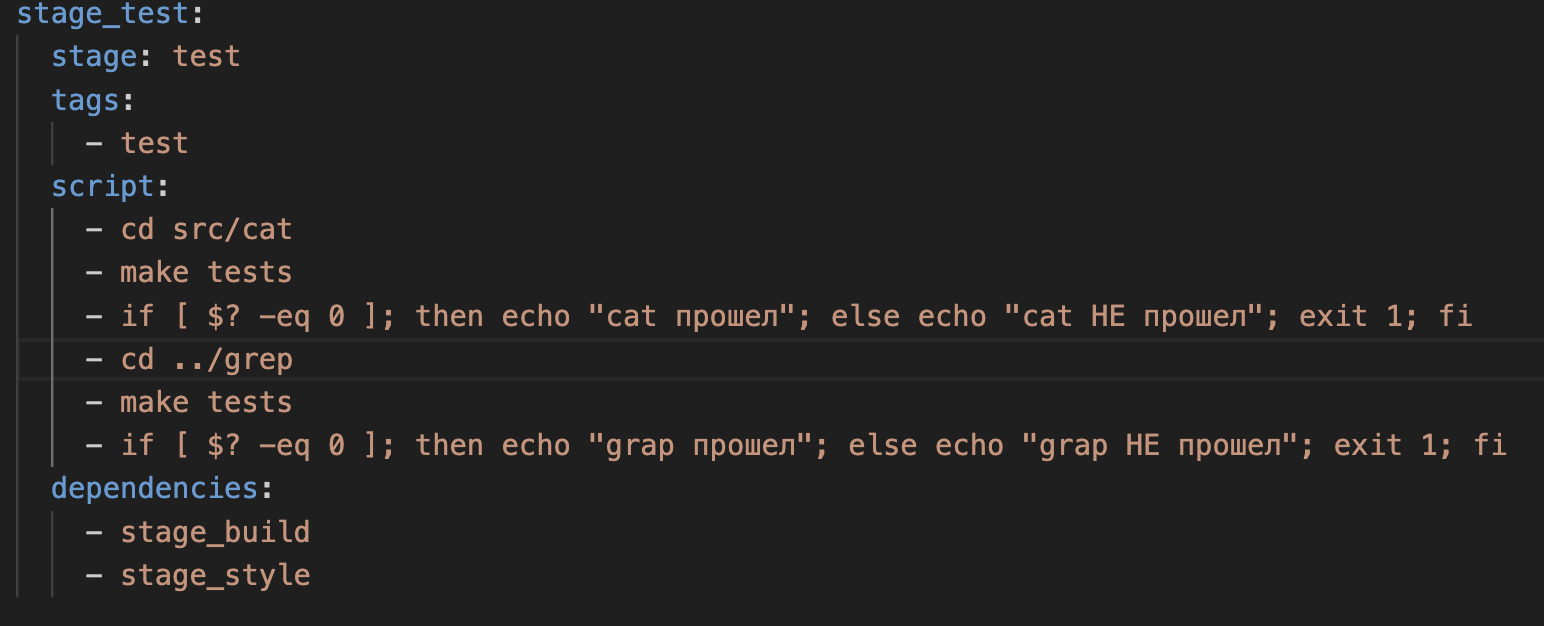 stage_test:
stage: test
tags:
- test
script:
- cd src/cat
- make tests
- if [ $? -eq 0 ]; then echo "cat прошел"; else echo "cat НЕ прошел"; exit 1; fi
- cd ../grep
- make tests
- if [ $? -eq 0 ]; then echo "grap прошел"; else echo "grap НЕ прошел"; exit 1; fi
dependencies:
- stage_build
- stage_style